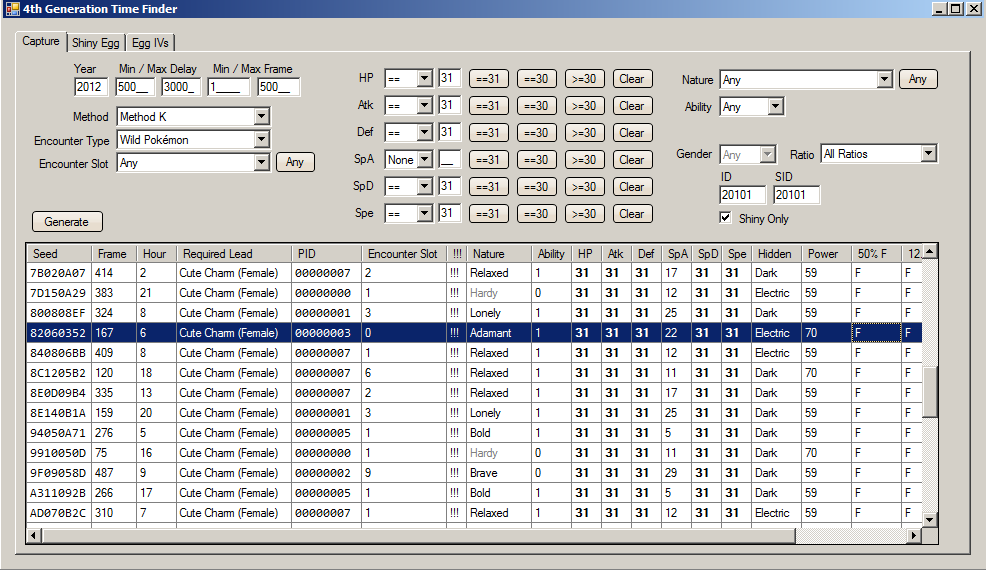 4th Generation Time Finder
Capture Shiny Egg Egg IVs
Year Min / Max Delay Min / Max Frame
2012 500__ 3000_ 1____ 500__
Method Method K
Encounter Type Wild Pokémon
Encounter Slot Any Any
Generate
HP == 31 ==31 ==30 >=30 Clear
Atk == 31 ==31 ==30 >=30 Clear
Def == 31 ==31 ==30 >=30 Clear
SpA None __ ==31 ==30 >=30 Clear
SpD == 31 ==31 ==30 >=30 Clear
Spe == 31 ==31 ==30 >=30 Clear
Nature Any Any
Ability Any
Gender Any Ratio All Ratios
ID SID
20101 20101
Shiny Only
Seed Frame Hour Required Lead PID Encounter Slot !!! Nature Ability HP Atk Def SpA SpD Spe Hidden Power 50% F 12.
7B020A07 414 2 Cute Charm (Female) 00000007 2 !!! Relaxed 1 31 31 31 17 31 31 Dark 59 F F
7D150A29 383 21 Cute Charm (Female) 00000000 1 !!! Hardy 0 31 31 31 12 31 31 Electric 59 F F
800808EF 324 8 Cute Charm (Female) 00000001 3 !!! Lonely 1 31 31 31 25 31 31 Dark 59 F F
82060352 167 6 Cute Charm (Female) 00000003 0 !!! Adamant 1 31 31 31 22 31 31 Electric 70 F F
840806BB 409 8 Cute Charm (Female) 00000007 1 !!! Relaxed 1 31 31 31 12 31 31 Electric 59 F F
8C1205B2 120 18 Cute Charm (Female) 00000007 6 !!! Relaxed 1 31 31 31 11 31 31 Dark 70 F F
8E0D09B4 335 13 Cute Charm (Female) 00000007 2 !!! Relaxed 1 31 31 31 17 31 31 Dark 59 F F
8E140B1A 159 20 Cute Charm (Female) 00000001 3 !!! Lonely 1 31 31 31 25 31 31 Dark 59 F F
94050A71 276 5 Cute Charm (Female) 00000005 1 !!! Bold 1 31 31 31 5 31 31 Dark 59 F F
9910050D 75 16 Cute Charm (Female) 00000000 1 !!! Hardy 0 31 31 31 11 31 31 Dark 70 F F
9F09058D 487 9 Cute Charm (Female) 00000002 9 !!! Brave 0 31 31 31 29 31 31 Dark 59 F F
A311092B 266 17 Cute Charm (Female) 00000005 1 !!! Bold 1 31 31 31 5 31 31 Dark 59 F F
AD070B2C 310 7 Cute Charm (Female) 00000007 1 !!! Relaxed 1 31 31 31 12 31 31 Electric 59 F F